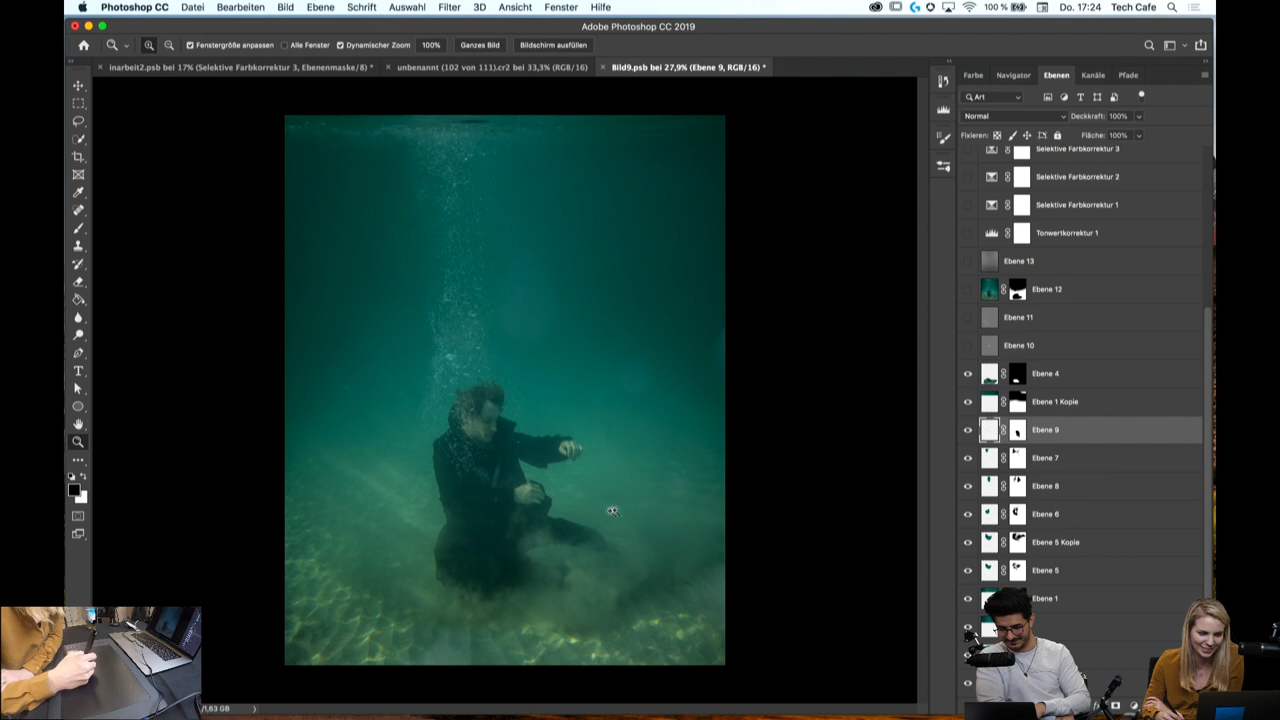 Photoshop CC Datei Bearbeiten Bild Ebene Schrift Auswahl Filter 3D Ansicht Fenster Hilfe 100 % Do. 17:24 Tech Cafe
Adobe Photoshop CC 2019
Fenstergröße anpassen Alle Fenster Dynamischer Zoom 100% Ganzes Bild Bildschirm ausfüllen
inarbeit2.psb bei 17% (Selektive Farbkorrektur 3, Ebenenmaske/8) *
unbenannt (102 von 111).cr2 bei 33,3% (RGB/16)
Bild9.psb bei 27,9% (Ebene 9, RGB/16) *
Farbe Navigator Ebenen Kanäle Pfade
Art
Normal Deckkraft: 100%
Fixieren: Fläche: 100%
Selektive Farbkorrektur 3
Selektive Farbkorrektur 2
Selektive Farbkorrektur 1
Tonwertkorrektur 1
Ebene 13
Ebene 12
Ebene 11
Ebene 10
Ebene 4
Ebene 1 Kopie
Ebene 9
Ebene 7
Ebene 8
Ebene 6
Ebene 5 Kopie
Ebene 5
Ebene 1
/1,63 GB